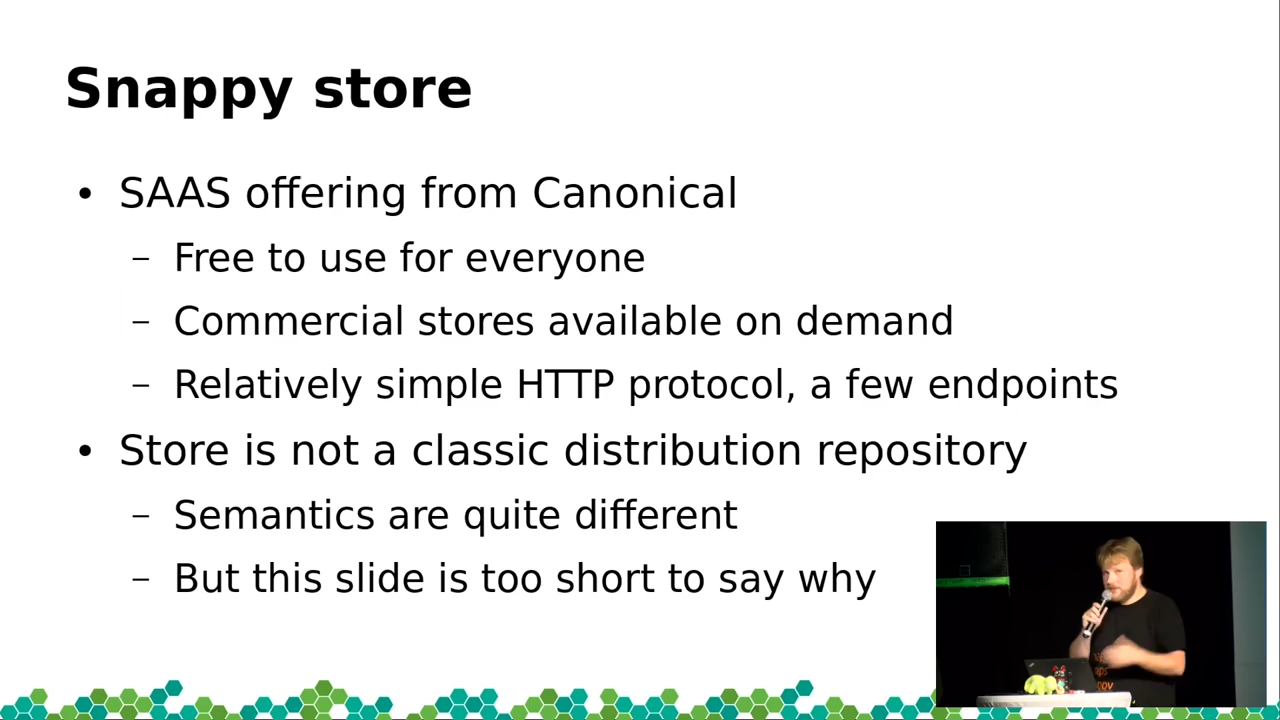 Snappy store
• SAAS offering from Canonical
– Free to use for everyone
– Commercial stores available on demand
– Relatively simple HTTP protocol, a few endpoints
• Store is not a classic distribution repository
– Semantics are quite different
– But this slide is too short to say why